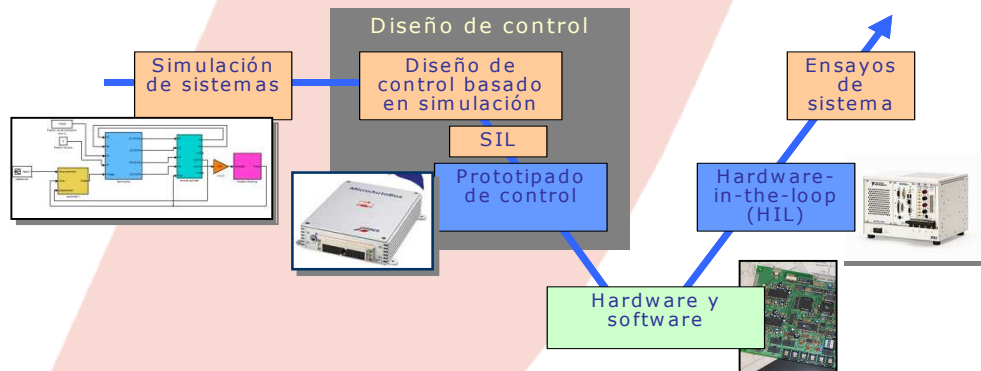 Diseño de control
Simulación
de sistemas
Diseño de
control basado
en simulación
SIL
Prototipado
de control
MicroAutoBox
Hardware y
software
Hardware-
in-the-loop
(HIL)
Ensayos
de
sistema